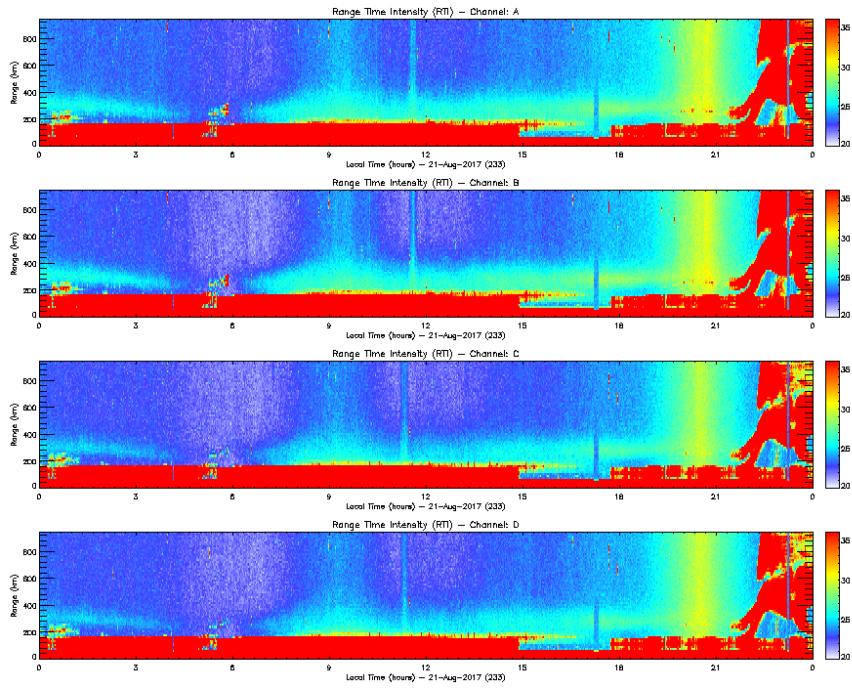 Range Time Intensity (RTI) – Channel: A
Range (km)
800
600
400
200
0
0 3 6 9 12 15 18 21 0
Local Time (hours) – 21-Aug-2017 (233)
35
30
25
20
Range Time Intensity (RTI) – Channel: B
Range (km)
800
600
400
200
0
0 3 6 9 12 15 18 21 0
Local Time (hours) – 21-Aug-2017 (233)
35
30
25
20
Range Time Intensity (RTI) – Channel: C
Range (km)
800
600
400
200
0
0 3 6 9 12 15 18 21 0
Local Time (hours) – 21-Aug-2017 (233)
35
30
25
20
Range Time Intensity (RTI) – Channel: D
Range (km)
800
600
400
200
0
0 3 6 9 12 15 18 21 0
Local Time (hours) – 21-Aug-2017 (233)
35
30
25
20